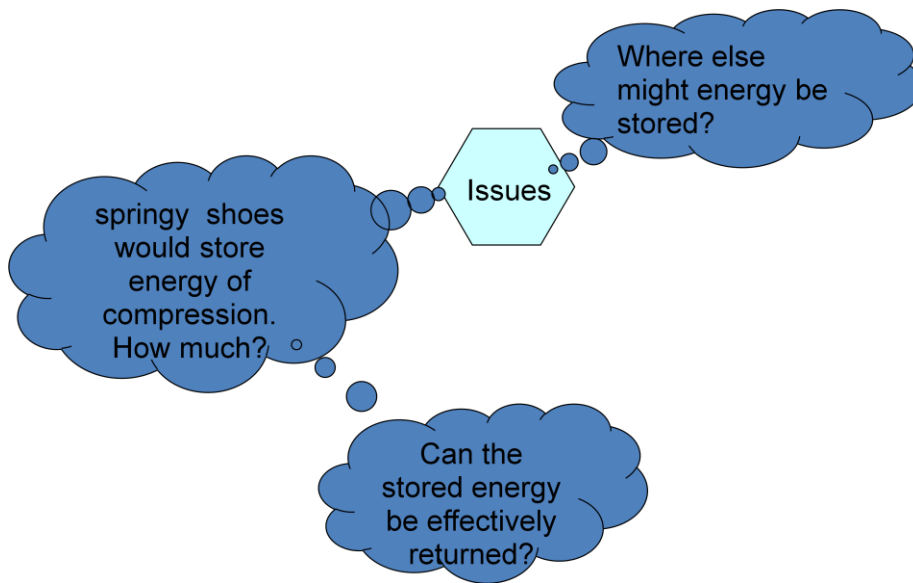 Where else
might energy be
stored?
Issues
springy shoes
would store
energy of
compression.
How much?
Can the
stored energy
be effectively
returned?